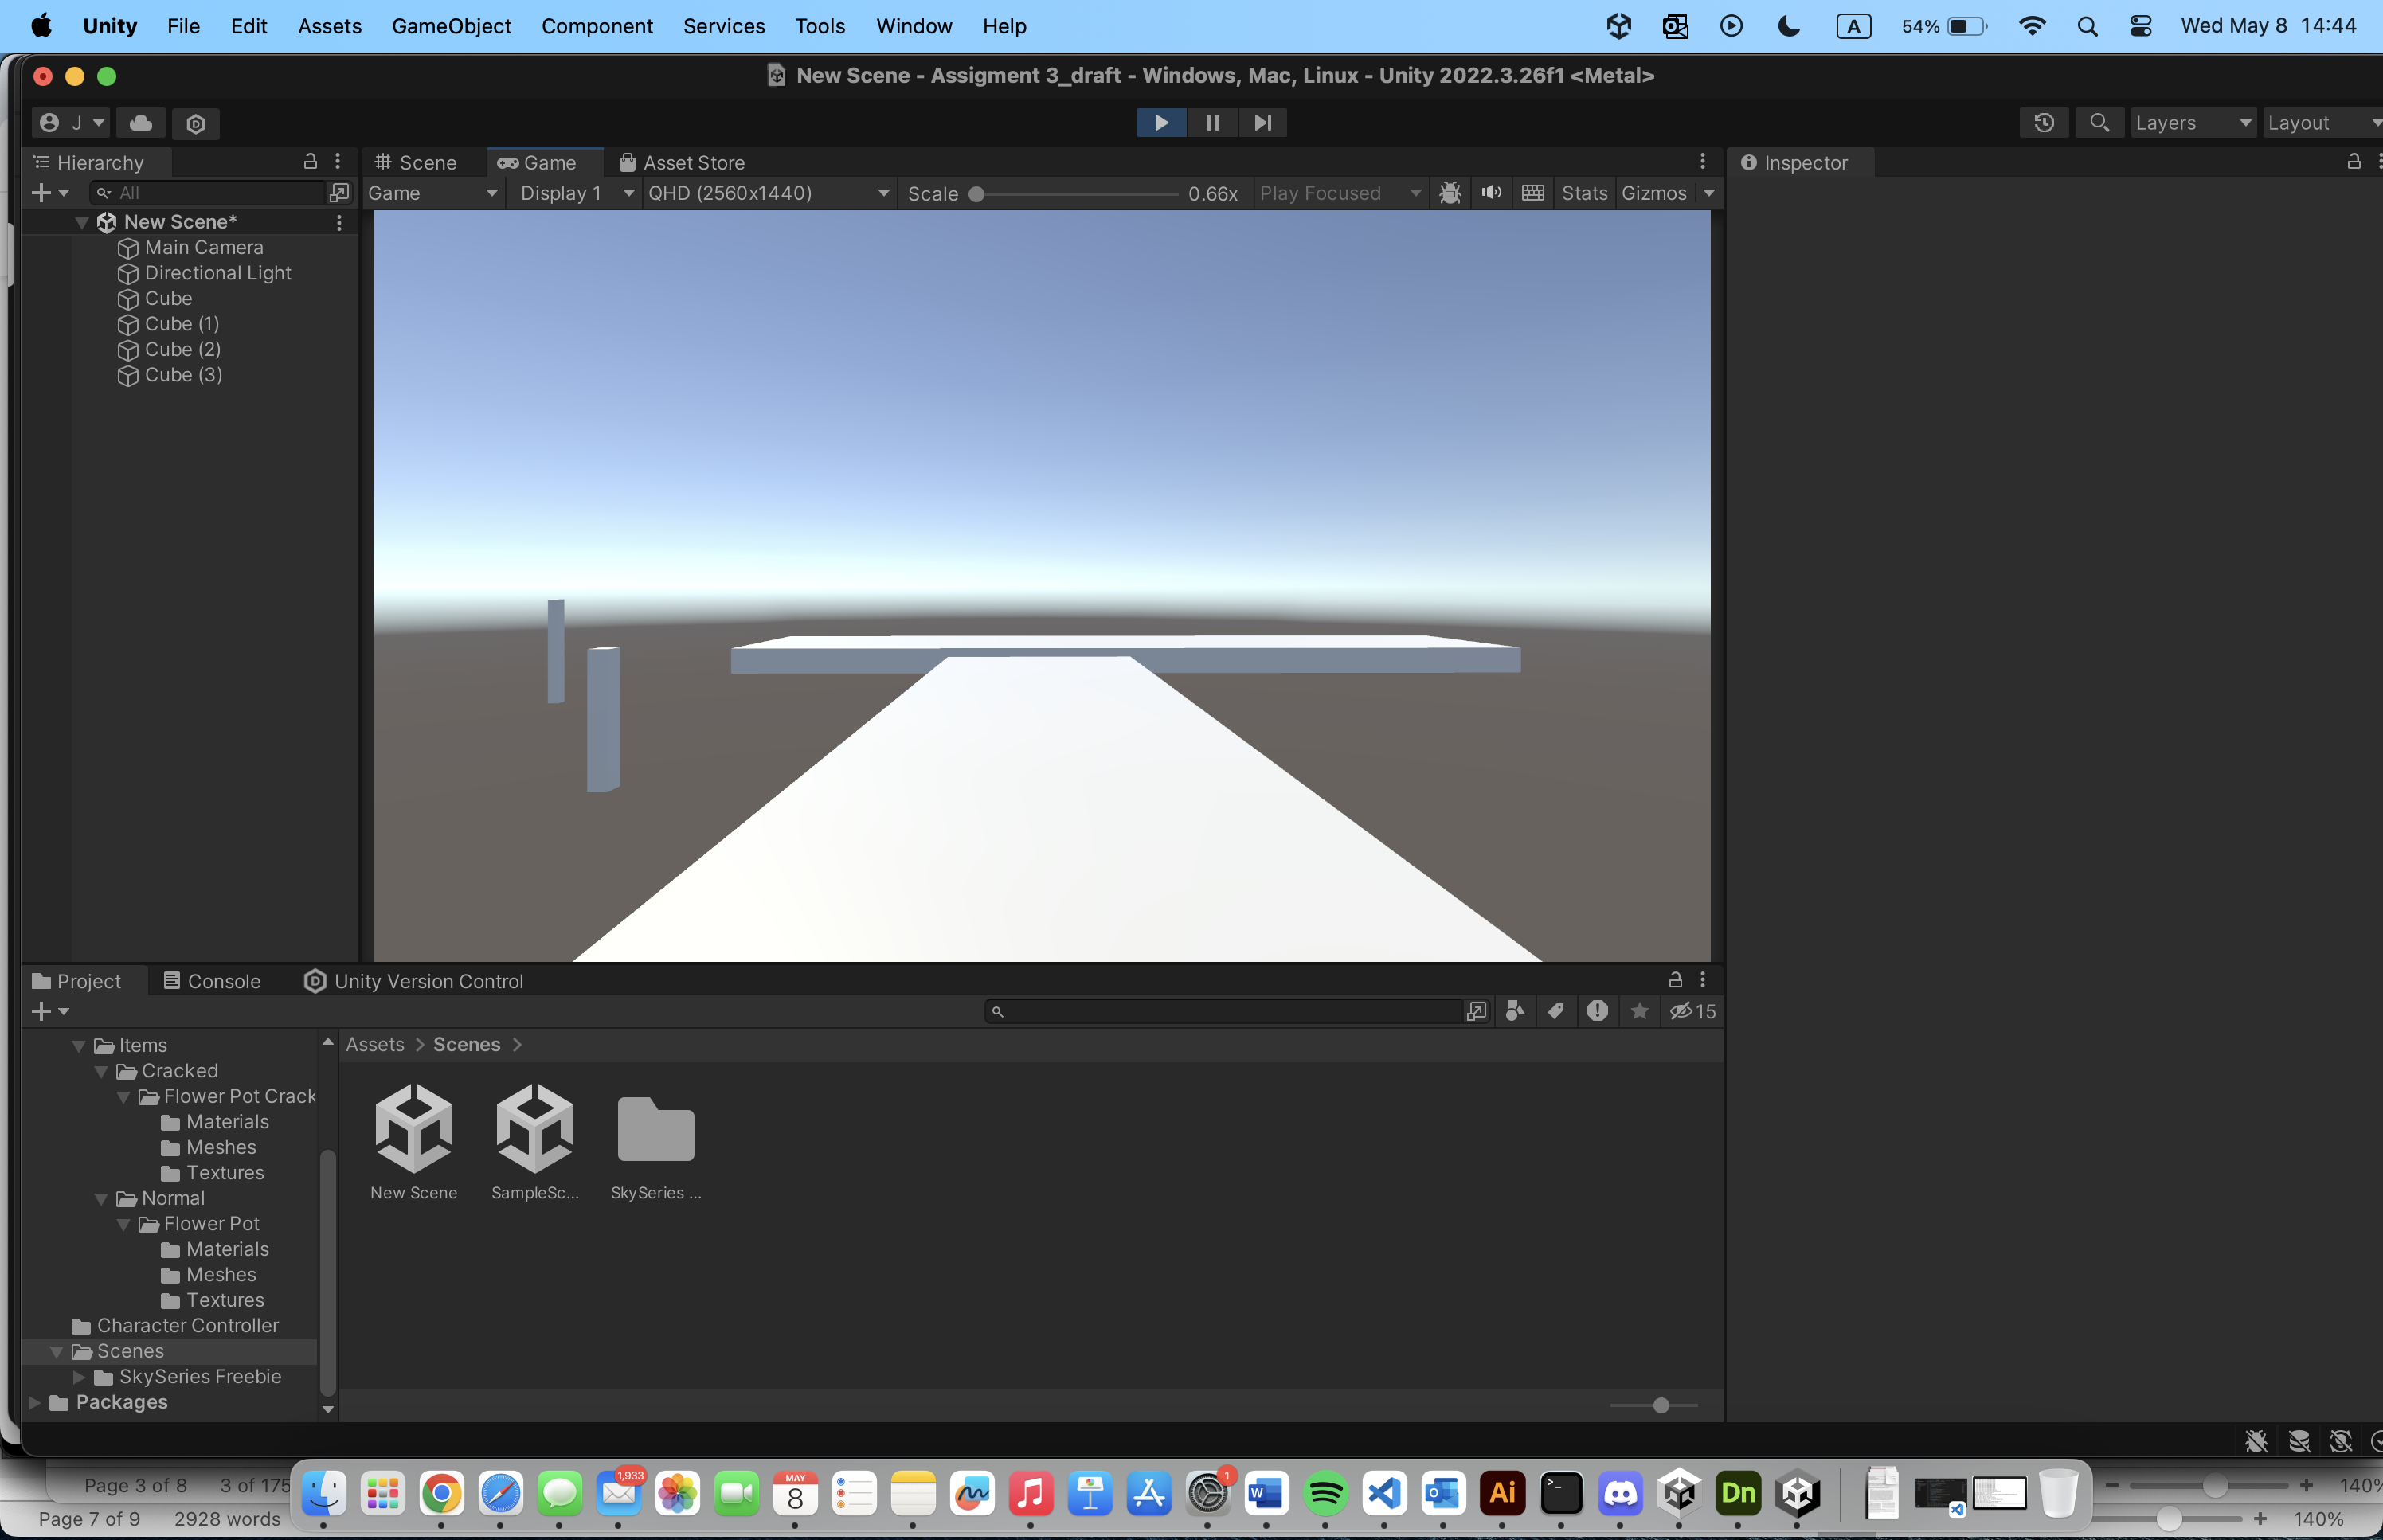 Unity File Edit Assets GameObject Component Services Tools Window Help A 54% Wed May 8 14:44
New Scene - Assigment 3_draft - Windows, Mac, Linux - Unity 2022.3.26f1 <Metal>
J Layers Layout
Hierarchy Scene Game Asset Store Inspector
All Game Display 1 QHD (2560x1440) Scale 0.66x Play Focused Stats Gizmos
New Scene*
Main Camera
Directional Light
Cube
Cube (1)
Cube (2)
Cube (3)
Project Console Unity Version Control
15
Assets > Scenes >
Items
Cracked
Flower Pot Crack
Materials
Meshes
Textures
Normal
Flower Pot
Materials
Meshes
Textures
Character Controller
Scenes
SkySeries Freebie
Packages
New Scene SampleSc... SkySeries ...
Page 3 of 8 3 of 175 140%
Page 7 of 9 2928 words 140%
1,933
MAY
8
1
W
O
Ai
>_
Dn